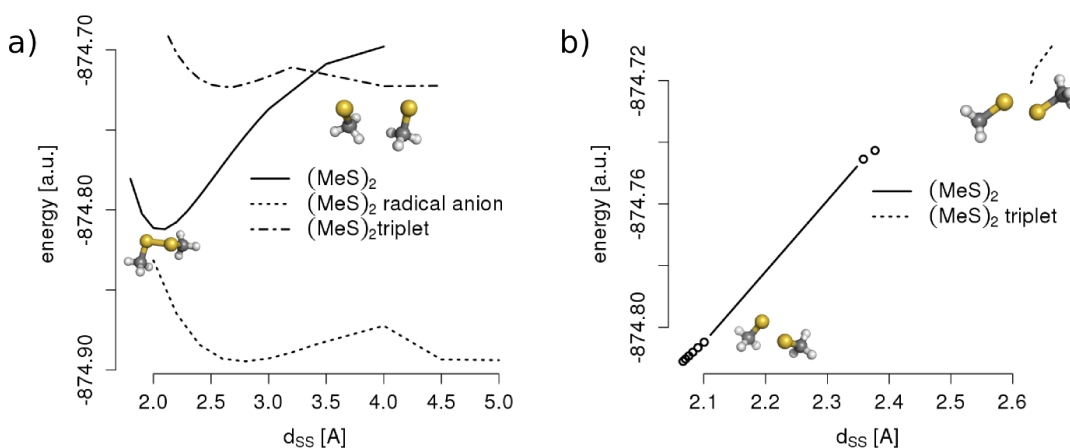 a)
energy [a.u.]
-874.70
-874.80
-874.90
(MeS)2
(MeS)2 radical anion
(MeS)2triplet
2.0 2.5 3.0 3.5 4.0 4.5 5.0
dSS [A]
b)
energy [a.u.]
-874.72
-874.76
-874.80
(MeS)2
(MeS)2 triplet
2.1 2.2 2.3 2.4 2.5 2.6
dSS [A]